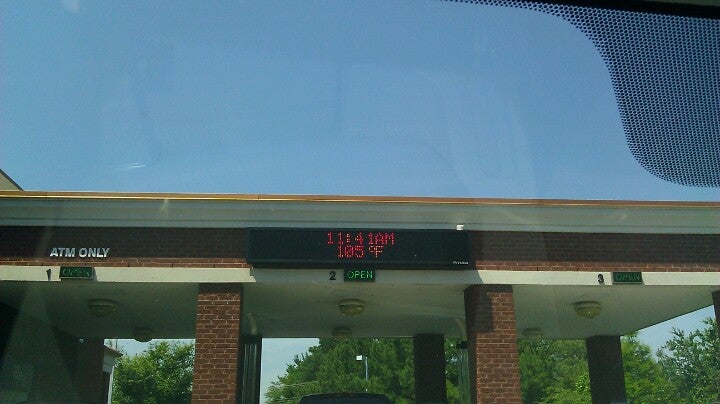 11:41AM
105°F
ATM ONLY
1 OPEN
2 OPEN
3 OPEN